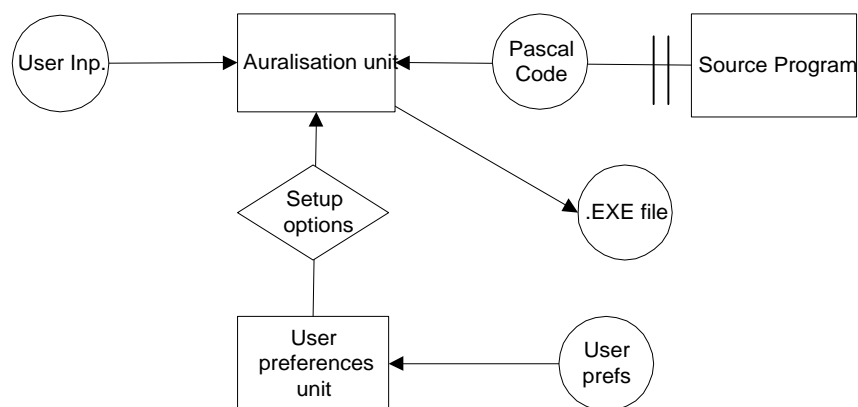 User Inp.
Auralisation unit
Pascal
Code
Source Program
Setup
options
.EXE file
User
preferences
unit
User
prefs